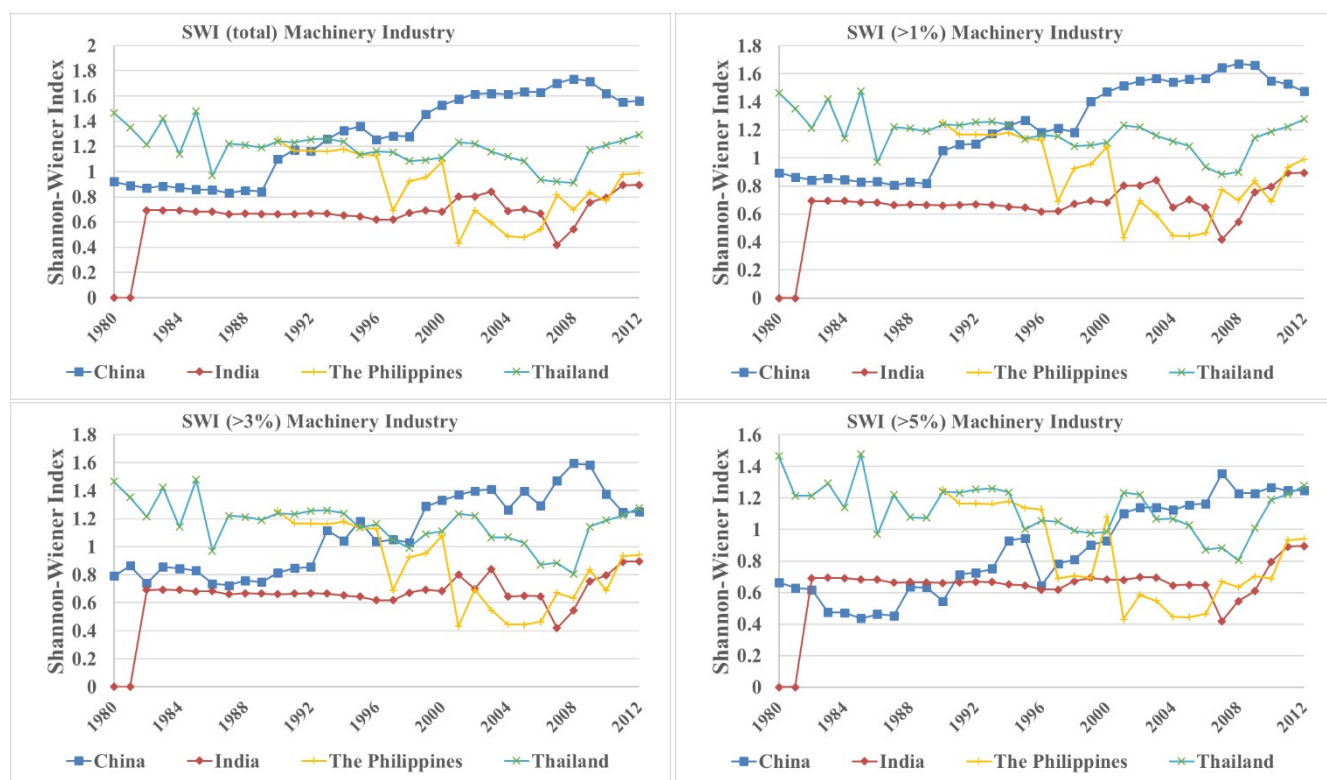 SWI (total) Machinery Industry
Shannon-Wiener Index
2
1.8
1.6
1.4
1.2
1
0.8
0.6
0.4
0.2
0
1980 1984 1988 1992 1996 2000 2004 2008 2012
China India The Philippines Thailand
SWI (>1%) Machinery Industry
Shannon-Wiener Index
1.8
1.6
1.4
1.2
1
0.8
0.6
0.4
0.2
0
1980 1984 1988 1992 1996 2000 2004 2008 2012
China India The Philippines Thailand
SWI (>3%) Machinery Industry
Shannon-Wiener Index
1.8
1.6
1.4
1.2
1
0.8
0.6
0.4
0.2
0
1980 1984 1988 1992 1996 2000 2004 2008 2012
China India The Philippines Thailand
SWI (>5%) Machinery Industry
Shannon-Wiener Index
1.6
1.4
1.2
1
0.8
0.6
0.4
0.2
0
1980 1984 1988 1992 1996 2000 2004 2008 2012
China India The Philippines Thailand